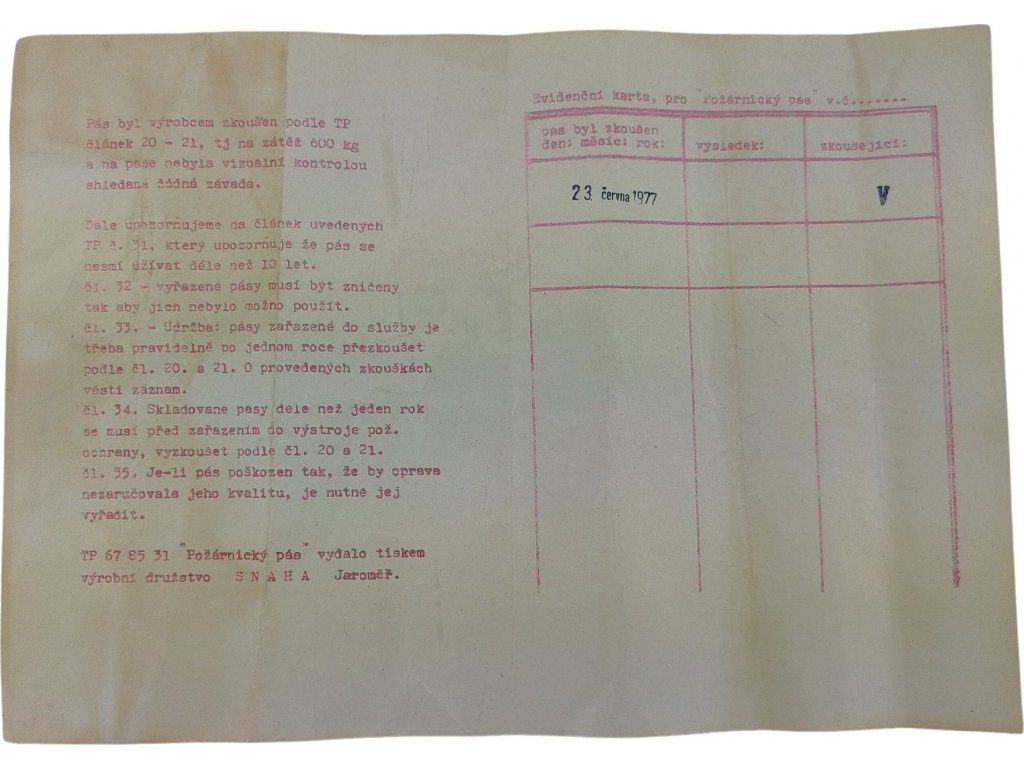 Pás byl výrobcem zkoušen podle TP
článek 20 - 21, tj na zátěž 600 kg
a na pase nebyla vizuální kontrolou
shledana žádná závada.
Dále upozorňujeme na článek uvedených
TP č. 31, který upozorňuje že pás se
nesmí užívat déle než 10 let.
čl. 32 - vyřazené pásy musí být zničeny
tak aby jich nebylo možno použít.
čl. 33. - Udržba: pásy zařazené do služby je
třeba pravidelně po jednom roce přezkoušet
podle čl. 20. a 21. O provedených zkouškách
vésti záznam.
čl. 34. Skladovane pasy dele než jeden rok
se musí před zařazením do výstroje pož.
ochrany, vyzkoušet podle čl. 20 a 21.
čl. 35. Je-li pás poškozen tak, že by oprava
nezaručovala jeho kvalitu, je nutné jej
vyřadit.
TP 67 85 31 "Požárnický pás" vydalo tiskem
výrobní družstvo S N A H A Jaroměř.
Evidenční karta, pro "Požárnický pás" v.č.......
pas byl zkoušen
den: měsíc: rok: výsledek: zkousející:
23. června 1977 V